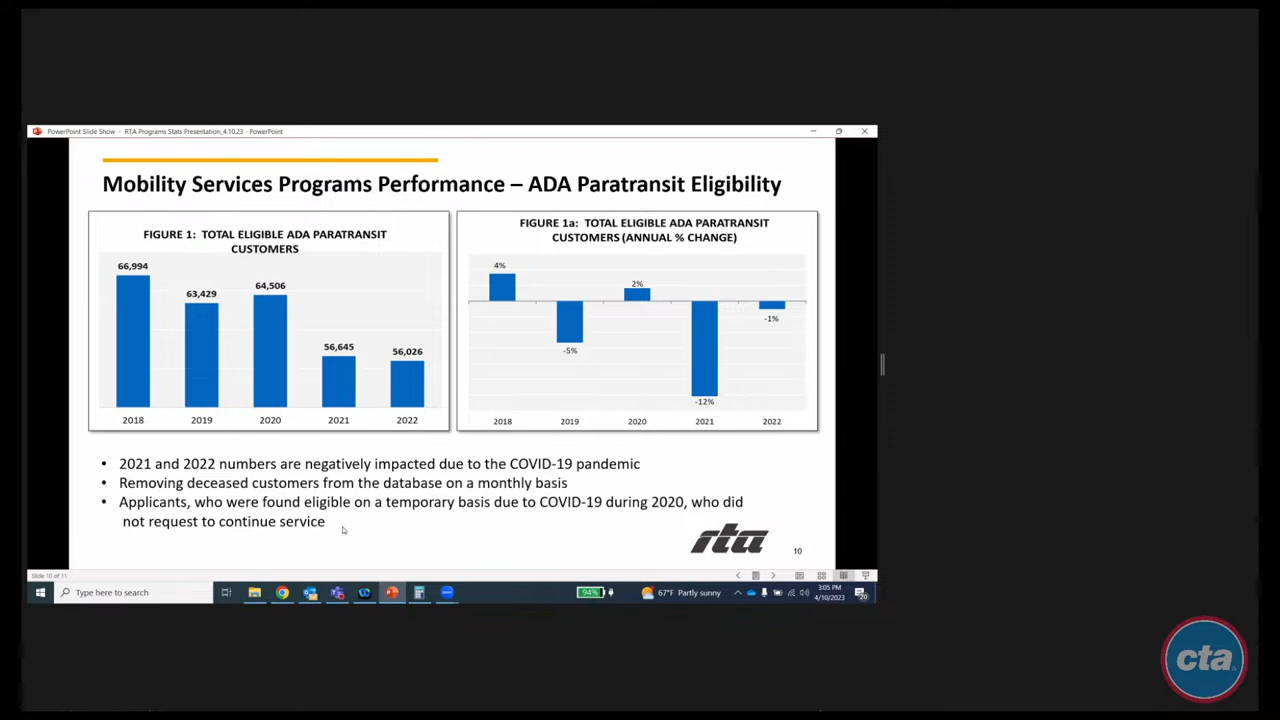 PowerPoint Slide Show - RTA Programs Stats Presentation_4.10.23 - PowerPoint
Mobility Services Programs Performance – ADA Paratransit Eligibility
FIGURE 1: TOTAL ELIGIBLE ADA PARATRANSIT
CUSTOMERS
66,994
63,429
64,506
56,645
56,026
2018 2019 2020 2021 2022
FIGURE 1a: TOTAL ELIGIBLE ADA PARATRANSIT
CUSTOMERS (ANNUAL % CHANGE)
4%
-5%
2%
-12%
-1%
2018 2019 2020 2021 2022
• 2021 and 2022 numbers are negatively impacted due to the COVID-19 pandemic
• Removing deceased customers from the database on a monthly basis
• Applicants, who were found eligible on a temporary basis due to COVID-19 during 2020, who did
not request to continue service
rta
10
Slide 10 of 11
Type here to search
94%
67°F Partly sunny
3:05 PM
4/10/2023
20
cta